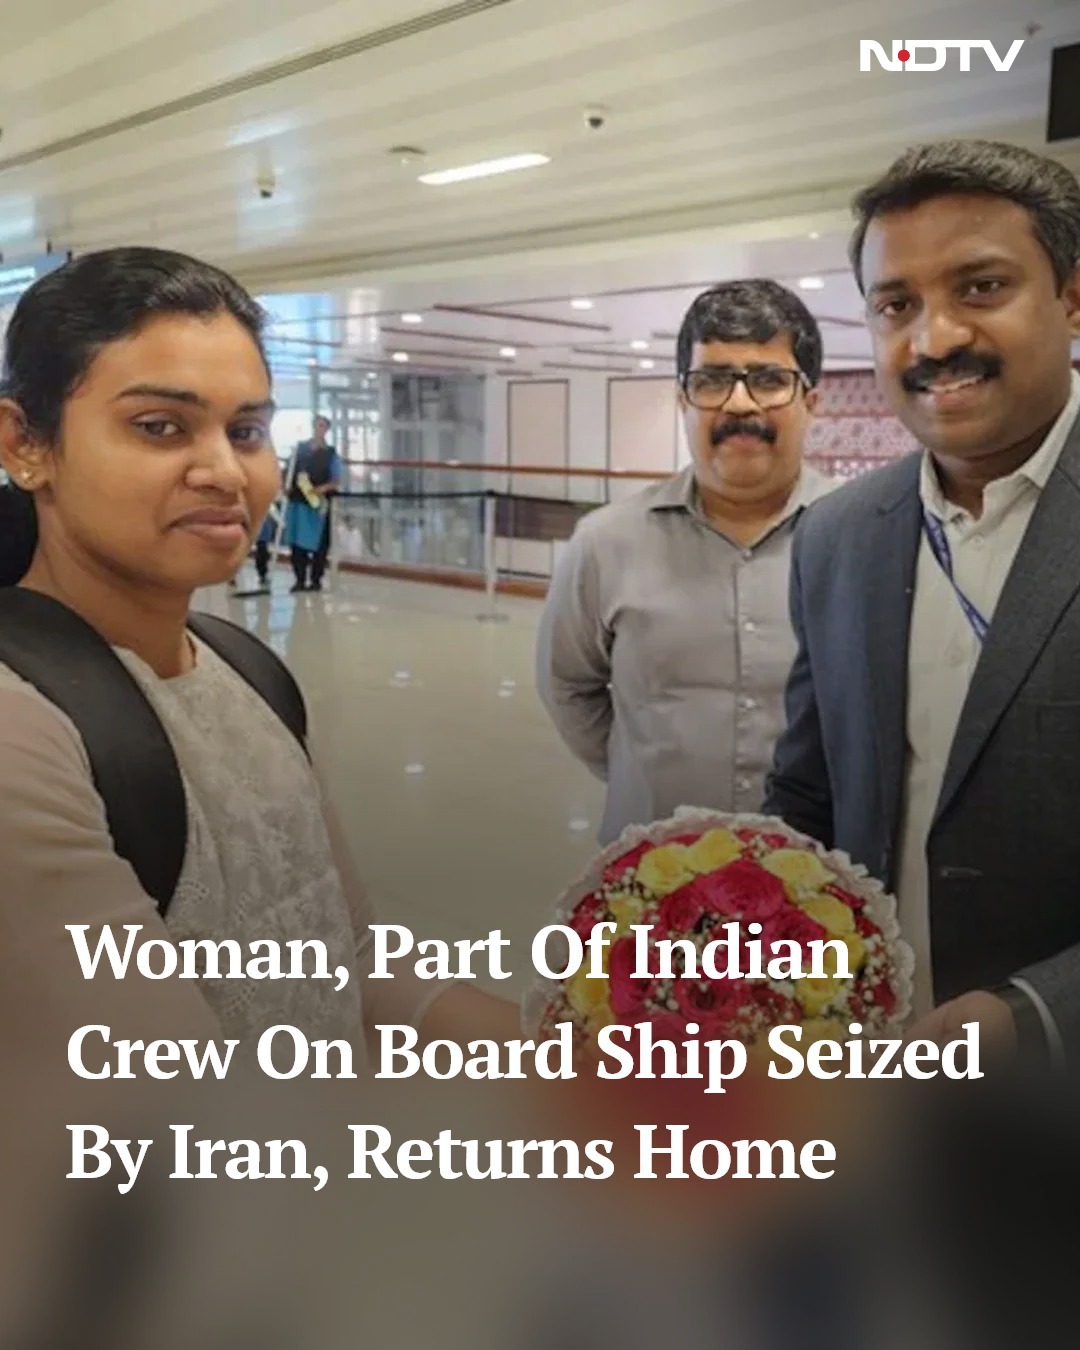 NDTV
Woman, Part Of Indian
Crew On Board Ship Seized
By Iran, Returns Home